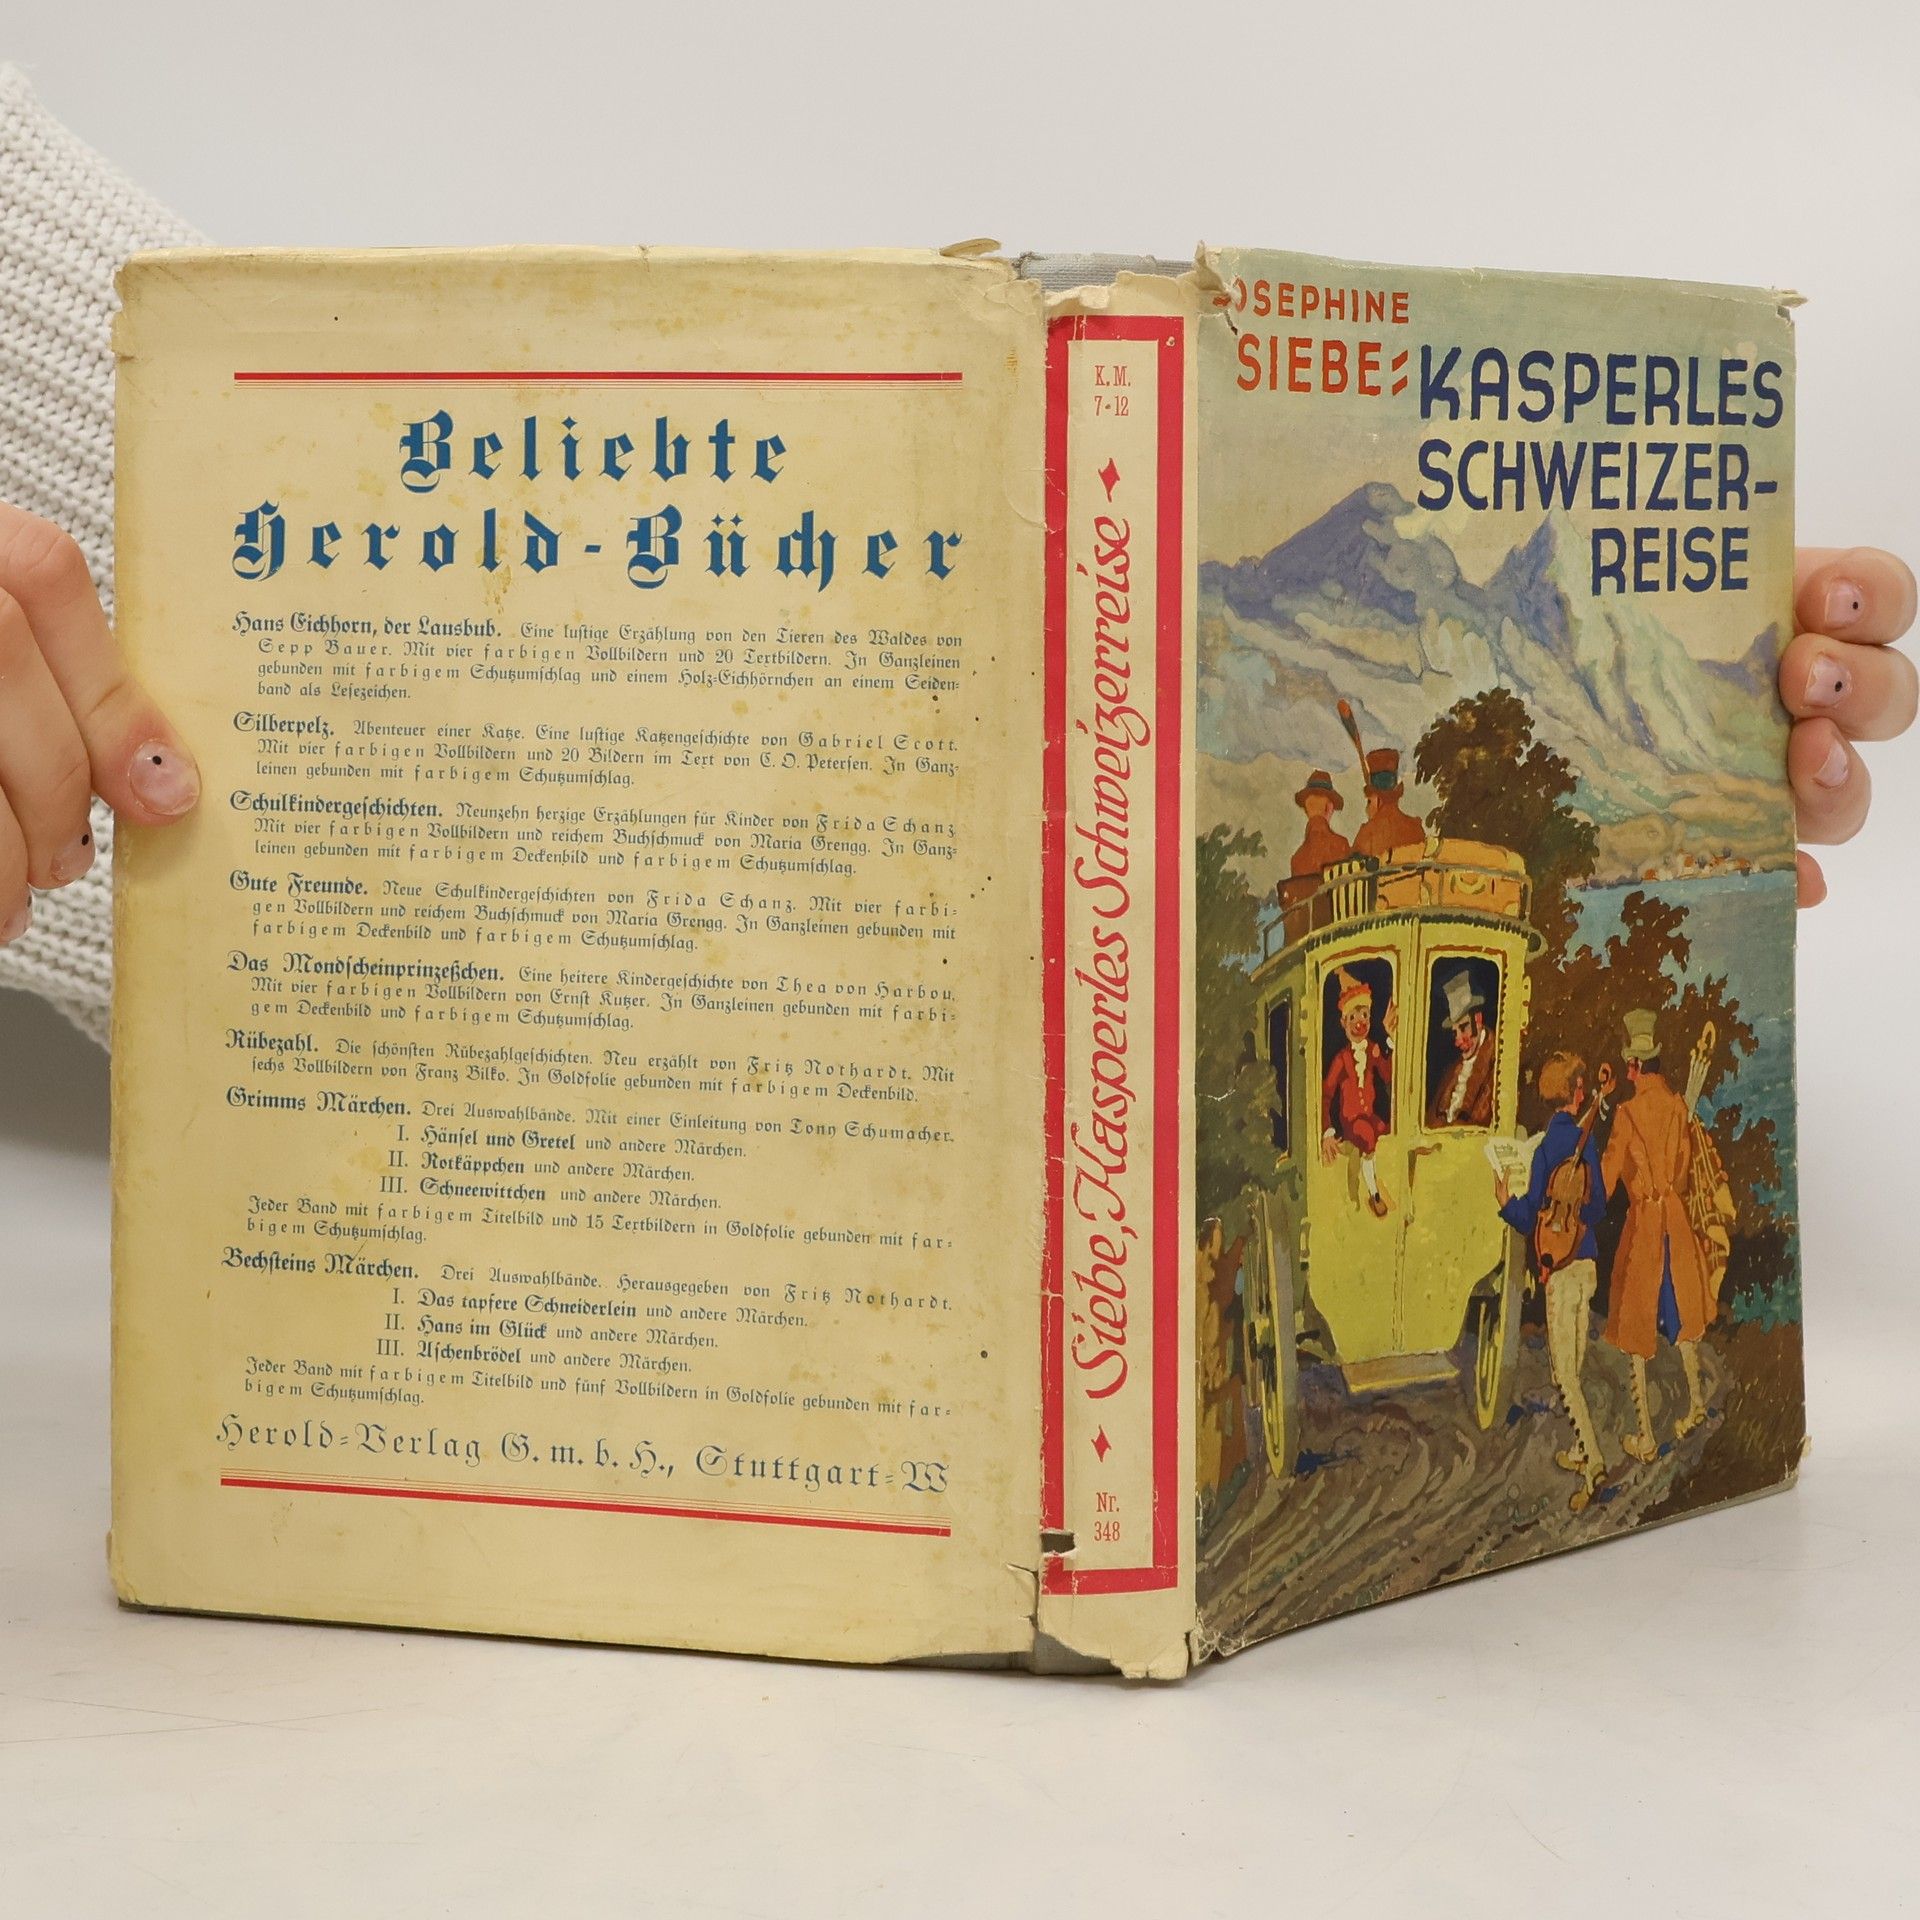 Beliebte
Herold-Bücher
Hans Eichhorn, der Lausbub. Eine lustige Erzählung von den Tieren des Waldes von
Sepp Bauer. Mit vier farbigen Vollbildern und 20 Textbildern. In Ganzleinen
gebunden mit farbigem Schutzumschlag und einem Holz-Eichhörnchen an einem Seiden-
band als Lesezeichen.
Silberpelz. Abenteuer einer Katze. Eine lustige Katzengeschichte von Gabriel Scott.
Mit vier farbigen Vollbildern und 20 Bildern im Text von C. O. Petersen. In Ganz-
leinen gebunden mit farbigem Schutzumschlag.
Schulkindergeschichten. Neunzehn herzige Erzählungen für Kinder von Frida Schanz
Mit vier farbigen Vollbildern und reichem Buchschmuck von Maria Grengg. In Ganz-
leinen gebunden mit farbigem Deckenbild und farbigem Schutzumschlag.
Gute Freunde. Neue Schulkindergeschichten von Frida Schanz. Mit vier farbi-
gen Vollbildern und reichem Buchschmuck von Maria Grengg. In Ganzleinen gebunden mit
farbigem Deckenbild und farbigem Schutzumschlag.
Das Mondscheinprinzeßchen. Eine heitere Kindergeschichte von Thea von Harbou.
Mit vier farbigen Vollbildern von Ernst Kutzer. In Ganzleinen gebunden mit farbi-
gem Deckenbild und farbigem Schutzumschlag.
Rübezahl. Die schönsten Rübezahlgeschichten. Neu erzählt von Fritz Nothardt. Mit
sechs Vollbildern von Franz Bilko. In Goldfolie gebunden mit farbigem Deckenbild.
Grimms Märchen. Drei Auswahlbände. Mit einer Einleitung von Tony Schumacher.
I. Hänsel und Gretel und andere Märchen.
II. Rotkäppchen und andere Märchen.
III. Schneewittchen und andere Märchen.
Jeder Band mit farbigem Titelbild und 15 Textbildern in Goldfolie gebunden mit far-
bigem Schutzumschlag.
Bechsteins Märchen. Drei Auswahlbände. Herausgegeben von Fritz Nothardt.
I. Das tapfere Schneiderlein und andere Märchen.
II. Hans im Glück und andere Märchen.
III. Aschenbrödel und andere Märchen.
Jeder Band mit farbigem Titelbild und fünf Vollbildern in Goldfolie gebunden mit far-
bigem Schutzumschlag.
Herold-Verlag G. m. b. H., Stuttgart-W
K. M.
7-12
Siebe, Kasperles Schweizerreise
Nr.
348
JOSEPHINE
SIEBE:
KASPERLES
SCHWEIZER-
REISE